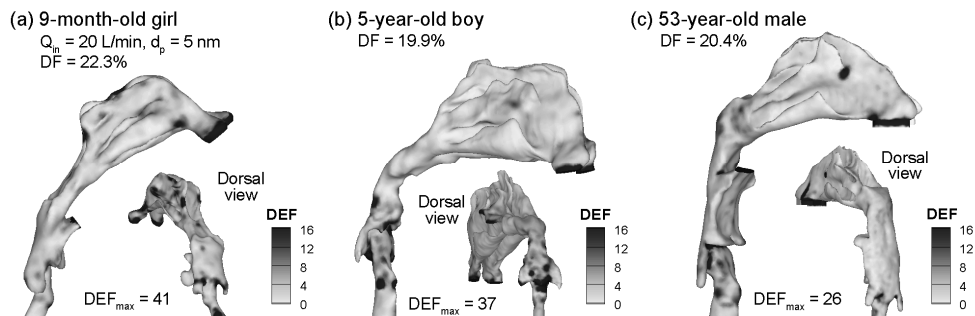 (a) 9-month-old girl
Q_in = 20 L/min, d_p = 5 nm
DF = 22.3%
Dorsal
view
DEF
16
12
8
4
0
DEF_max = 41
(b) 5-year-old boy
DF = 19.9%
Dorsal
view
DEF
16
12
8
4
0
DEF_max = 37
(c) 53-year-old male
DF = 20.4%
Dorsal
view
DEF
16
12
8
4
0
DEF_max = 26